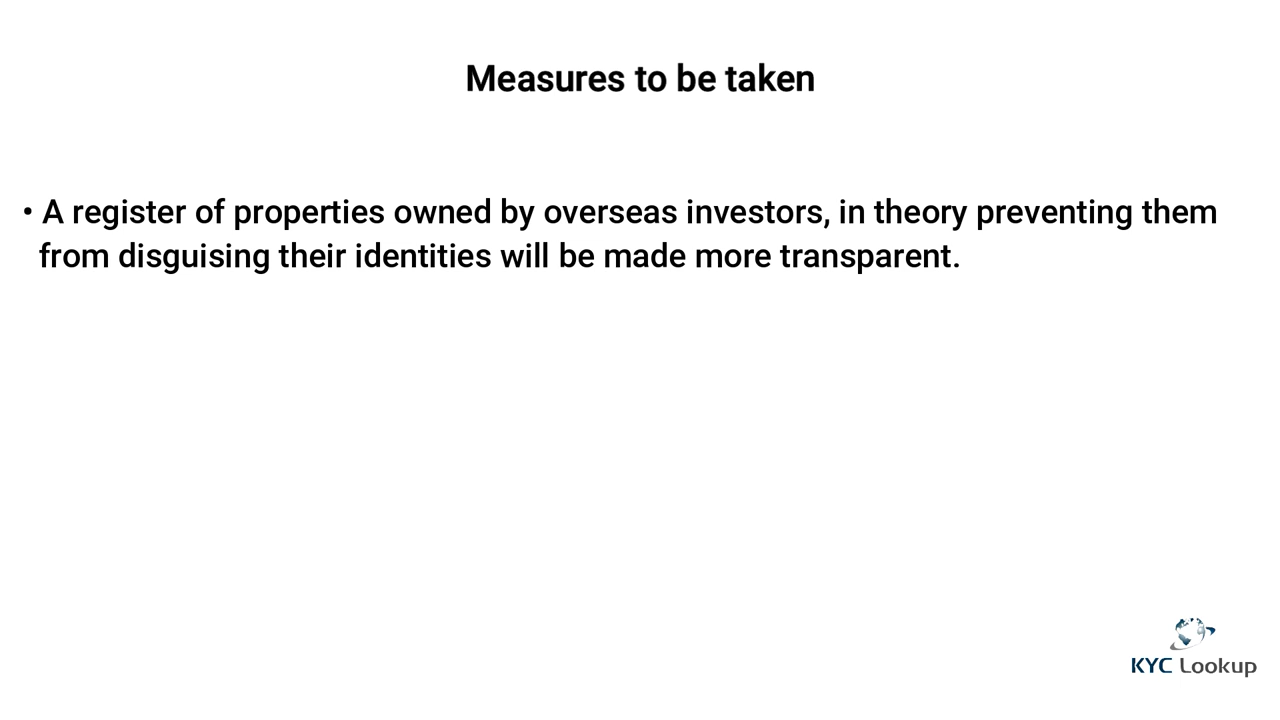 Measures to be taken
• A register of properties owned by overseas investors, in theory preventing them
from disguising their identities will be made more transparent.
KYC Lookup